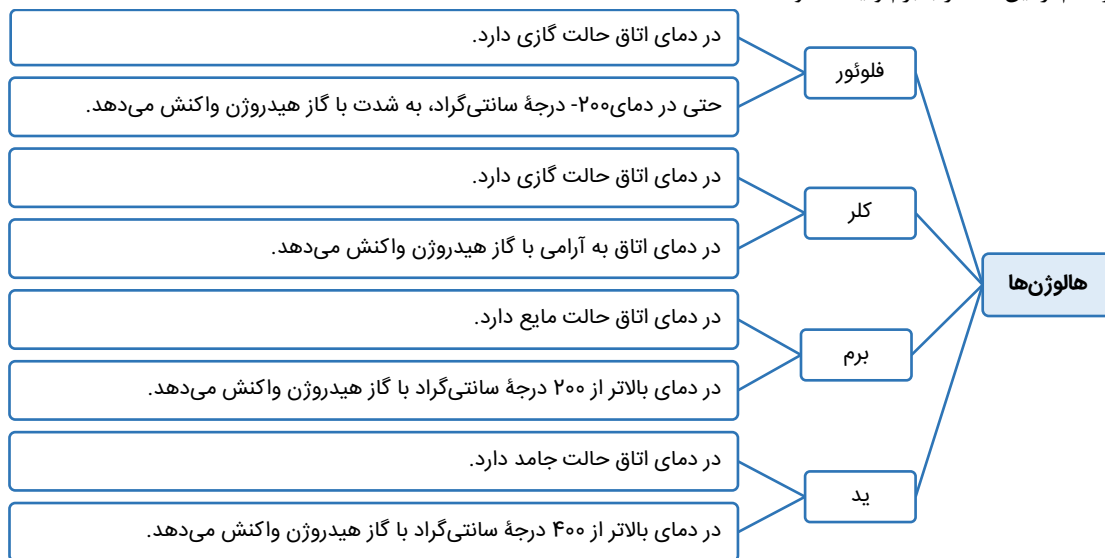 هالوژن‌ها
فلوئور
در دمای اتاق حالت گازی دارد.
حتی در دمای۲۰۰- درجهٔ سانتی‌گراد، به شدت با گاز هیدروژن واکنش می‌دهد.
کلر
در دمای اتاق حالت گازی دارد.
در دمای اتاق به آرامی با گاز هیدروژن واکنش می‌دهد.
برم
در دمای اتاق حالت مایع دارد.
در دمای بالاتر از ۲۰۰ درجهٔ سانتی‌گراد با گاز هیدروژن واکنش می‌دهد.
ید
در دمای اتاق حالت جامد دارد.
در دمای بالاتر از ۴۰۰ درجهٔ سانتی‌گراد با گاز هیدروژن واکنش می‌دهد.